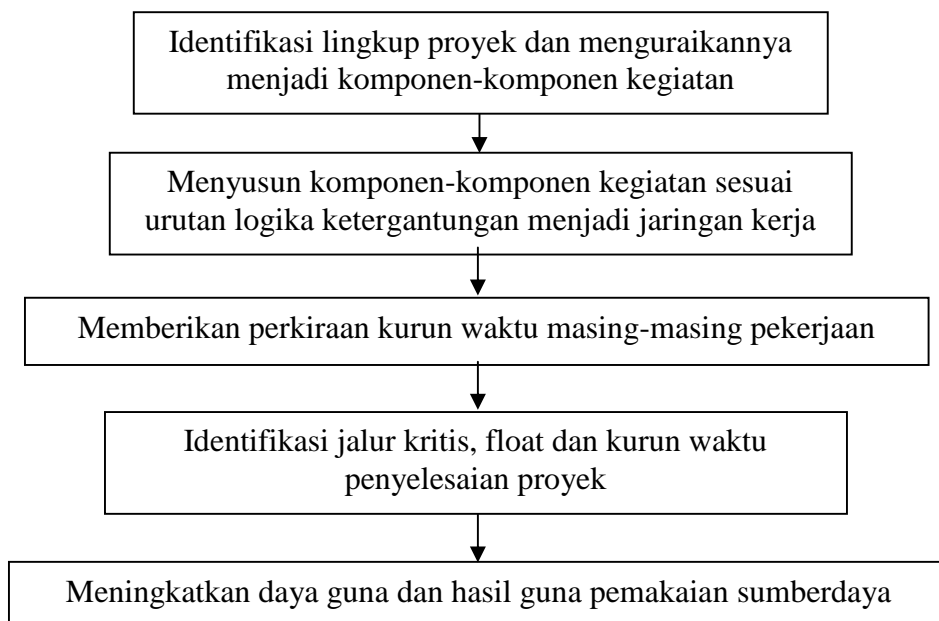 Identifikasi lingkup proyek dan menguraikannya
menjadi komponen-komponen kegiatan
Menyusun komponen-komponen kegiatan sesuai
urutan logika ketergantungan menjadi jaringan kerja
Memberikan perkiraan kurun waktu masing-masing pekerjaan
Identifikasi jalur kritis, float dan kurun waktu
penyelesaian proyek
Meningkatkan daya guna dan hasil guna pemakaian sumberdaya